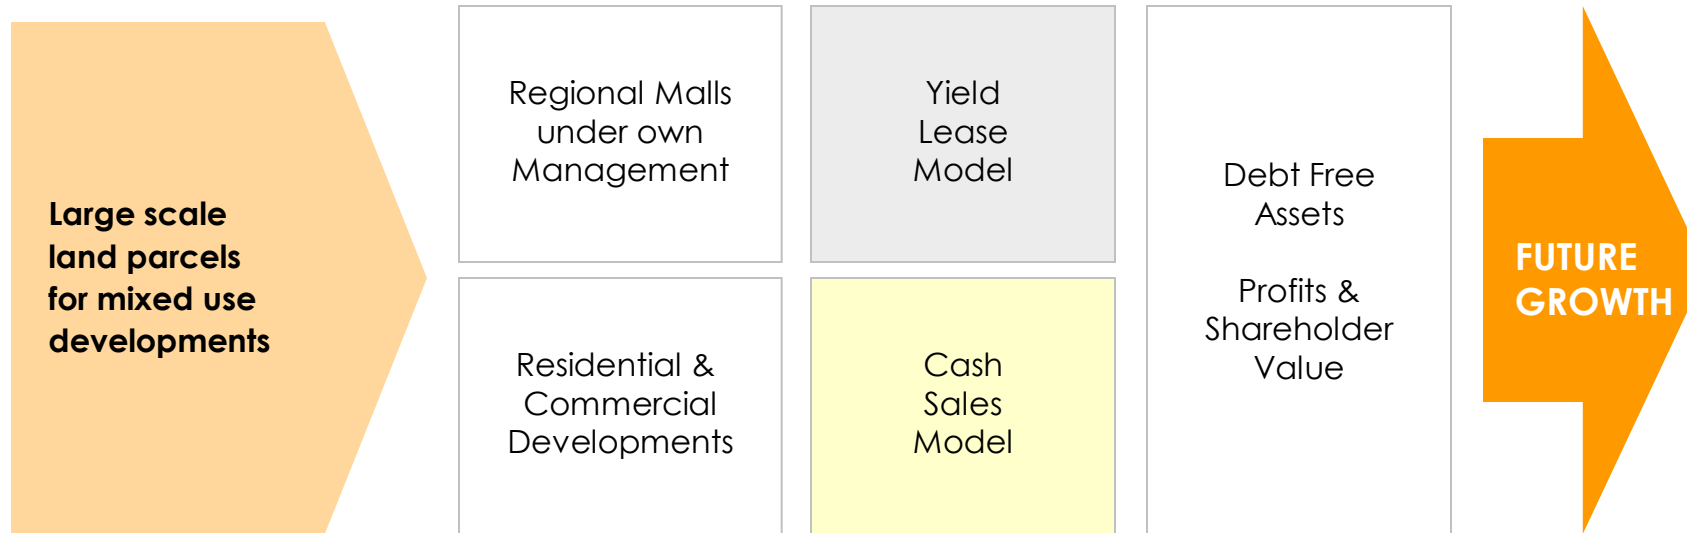 Large scale
land parcels
for mixed use
developments
Regional Malls
under own
Management
Yield
Lease
Model
Residential &
Commercial
Developments
Cash
Sales
Model
Debt Free
Assets
Profits &
Shareholder
Value
FUTURE
GROWTH